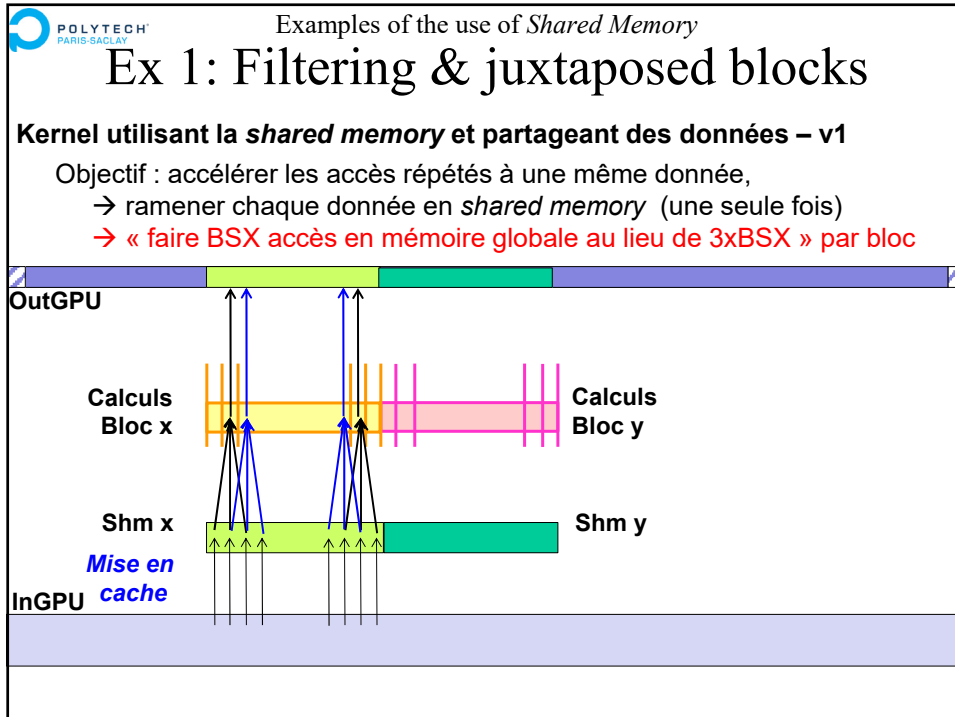 POLYTECH'
PARIS-SACLAY
Examples of the use of Shared Memory
Ex 1: Filtering & juxtaposed blocks
Kernel utilisant la shared memory et partageant des données – v1
Objectif : accélérer les accès répétés à une même donnée,
→ ramener chaque donnée en shared memory (une seule fois)
→ « faire BSX accès en mémoire globale au lieu de 3xBSX » par bloc
OutGPU
Calculs
Bloc x
Calculs
Bloc y
Shm x
Shm y
Mise en
cache
InGPU